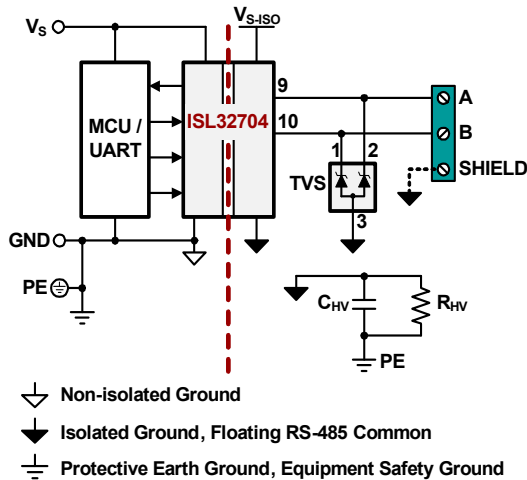 VS
VS-ISO
MCU /
UART
ISL32704
9
10
A
B
SHIELD
1
2
TVS
3
GND
PE
CHV
RHV
PE
Non-isolated Ground
Isolated Ground, Floating RS-485 Common
Protective Earth Ground, Equipment Safety Ground